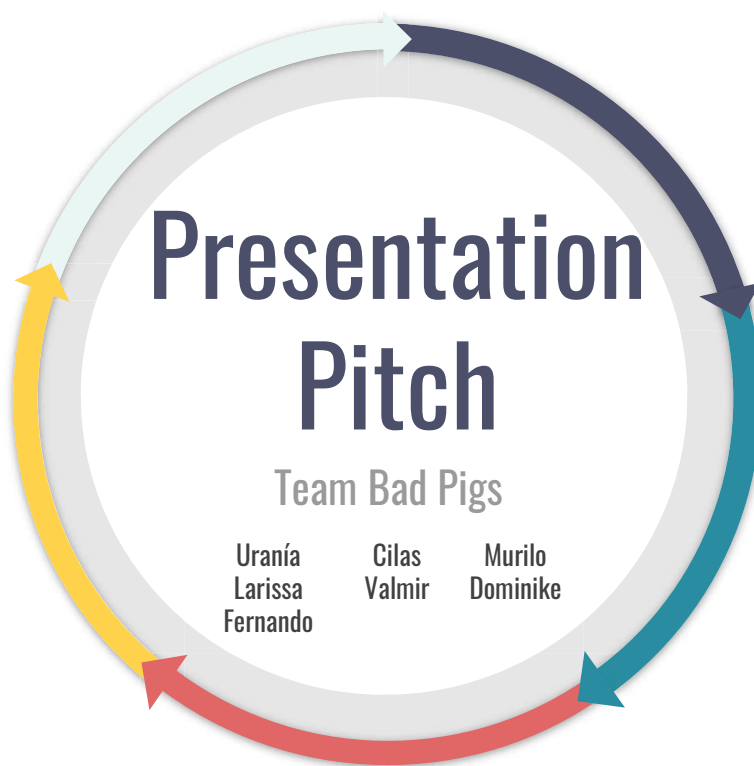 Presentation
Pitch
Team Bad Pigs
Uranía
Larissa
Fernando
Cilas
Valmir
Murilo
Dominike